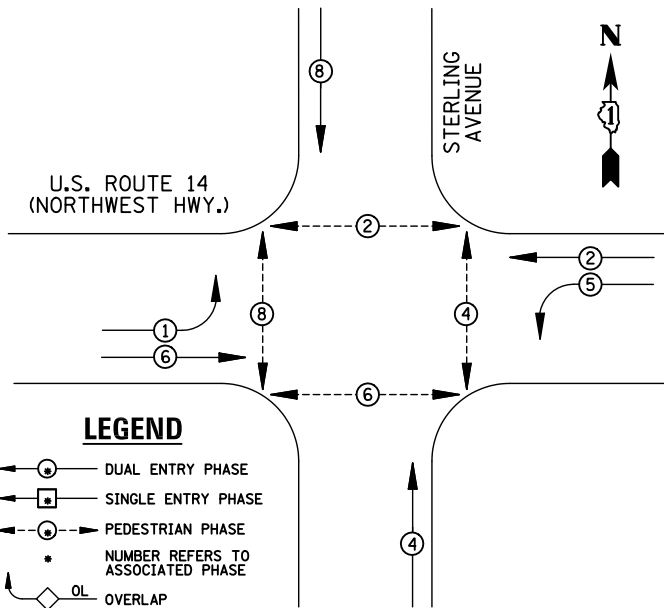 8
N
STERLING
AVENUE
1
U.S. ROUTE 14
(NORTHWEST HWY.)
2
2
5
1
8
4
6
6
LEGEND
* DUAL ENTRY PHASE
* SINGLE ENTRY PHASE
* PEDESTRIAN PHASE
* NUMBER REFERS TO
ASSOCIATED PHASE
OL OVERLAP
4